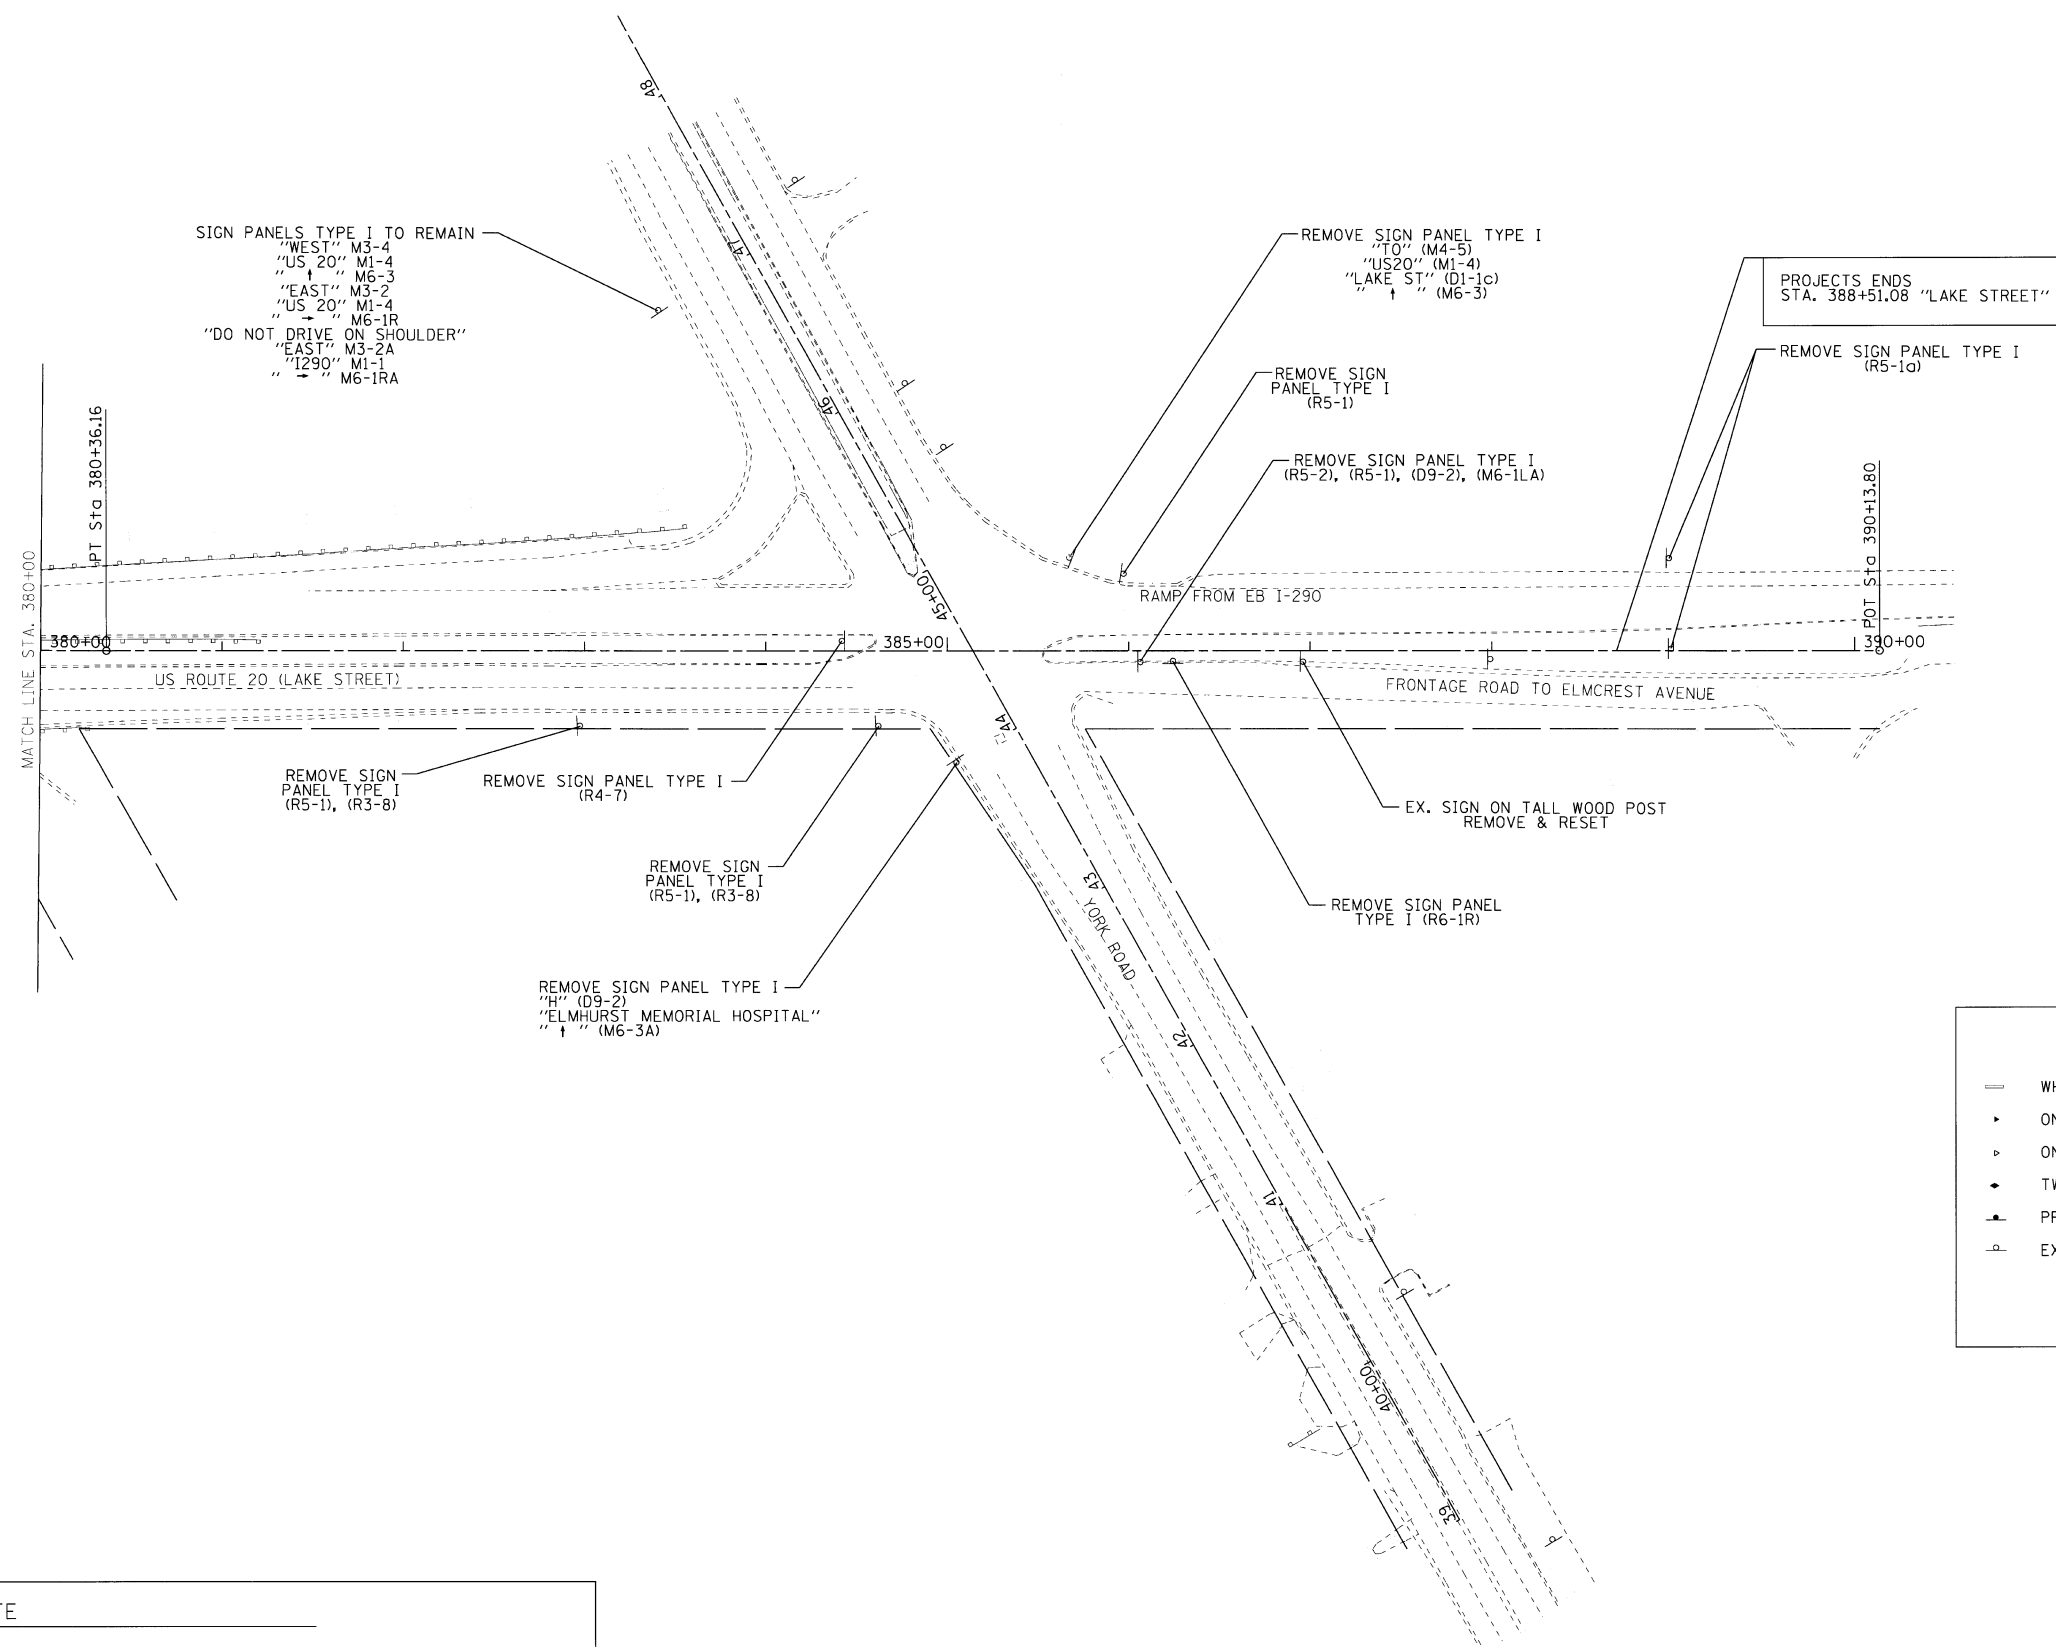 48
47
46
45+00
44
43
42
41
40+00
39
SIGN PANELS TYPE I TO REMAIN
"WEST" M3-4
"US 20" M1-4
" ↑ " M6-3
"EAST" M3-2
"US 20" M1-4
" → " M6-1R
"DO NOT DRIVE ON SHOULDER"
"EAST" M3-2A
"I290" M1-1
" → " M6-1RA
REMOVE SIGN PANEL TYPE I
"TO" (M4-5)
"US20" (M1-4)
"LAKE ST" (D1-1c)
" ↑ " (M6-3)
PROJECTS ENDS
STA. 388+51.08 "LAKE STREET"
REMOVE SIGN PANEL TYPE I
(R5-1a)
REMOVE SIGN
PANEL TYPE I
(R5-1)
REMOVE SIGN PANEL TYPE I
(R5-2), (R5-1), (D9-2), (M6-1LA)
PT Sta 380+36.16
POT Sta 390+13.80
MATCH LINE STA. 380+00
RAMP FROM EB I-290
380+00
385+00
390+00
US ROUTE 20 (LAKE STREET)
FRONTAGE ROAD TO ELMCREST AVENUE
REMOVE SIGN
PANEL TYPE I
(R5-1), (R3-8)
REMOVE SIGN PANEL TYPE I
(R4-7)
EX. SIGN ON TALL WOOD POST
REMOVE & RESET
REMOVE SIGN
PANEL TYPE I
(R5-1), (R3-8)
REMOVE SIGN PANEL
TYPE I (R6-1R)
YORK ROAD
REMOVE SIGN PANEL TYPE I
"H" (D9-2)
"ELMHURST MEMORIAL HOSPITAL"
" ↑ " (M6-3A)
WH
ON
ON
TW
PR
EX
TE